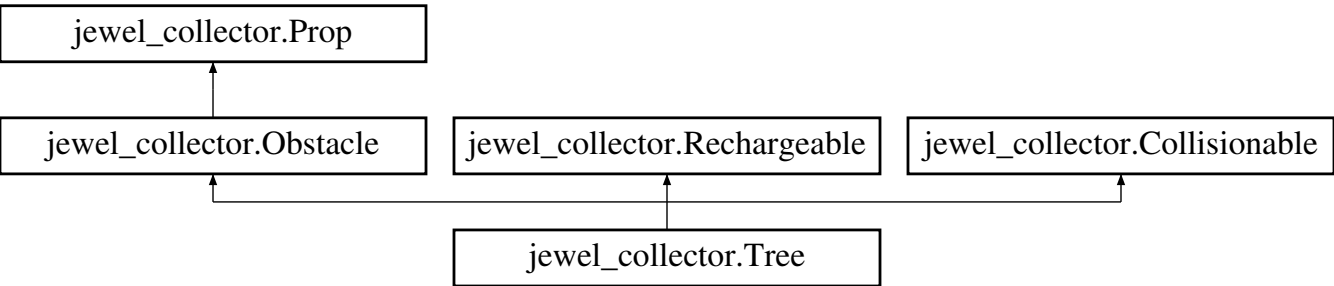 jewel_collector.Prop
jewel_collector.Obstacle
jewel_collector.Rechargeable
jewel_collector.Collisionable
jewel_collector.Tree